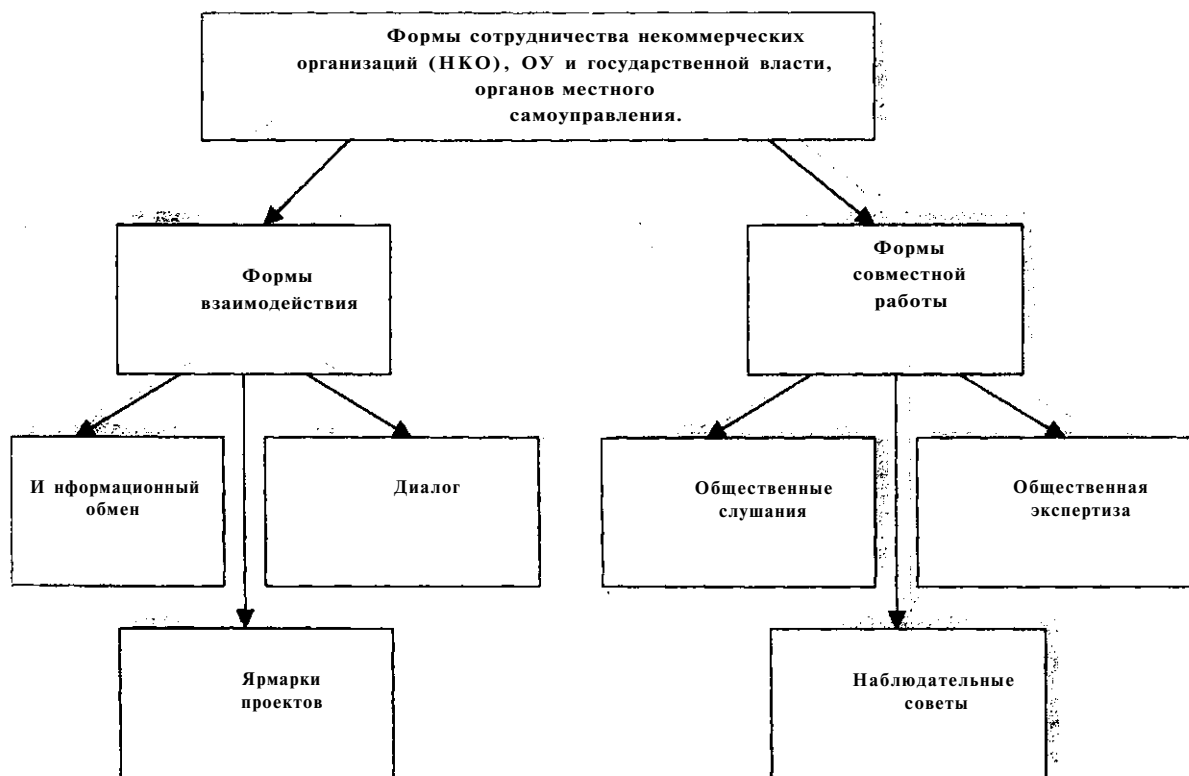 Формы сотрудничества некоммерческих
организаций (НКО), ОУ и государственной власти,
органов местного
самоуправления.
Формы
взаимодействия
Формы
совместной
работы
И нформационный
обмен
Диалог
Общественные
слушания
Общественная
экспертиза
Ярмарки
проектов
Наблюдательные
советы